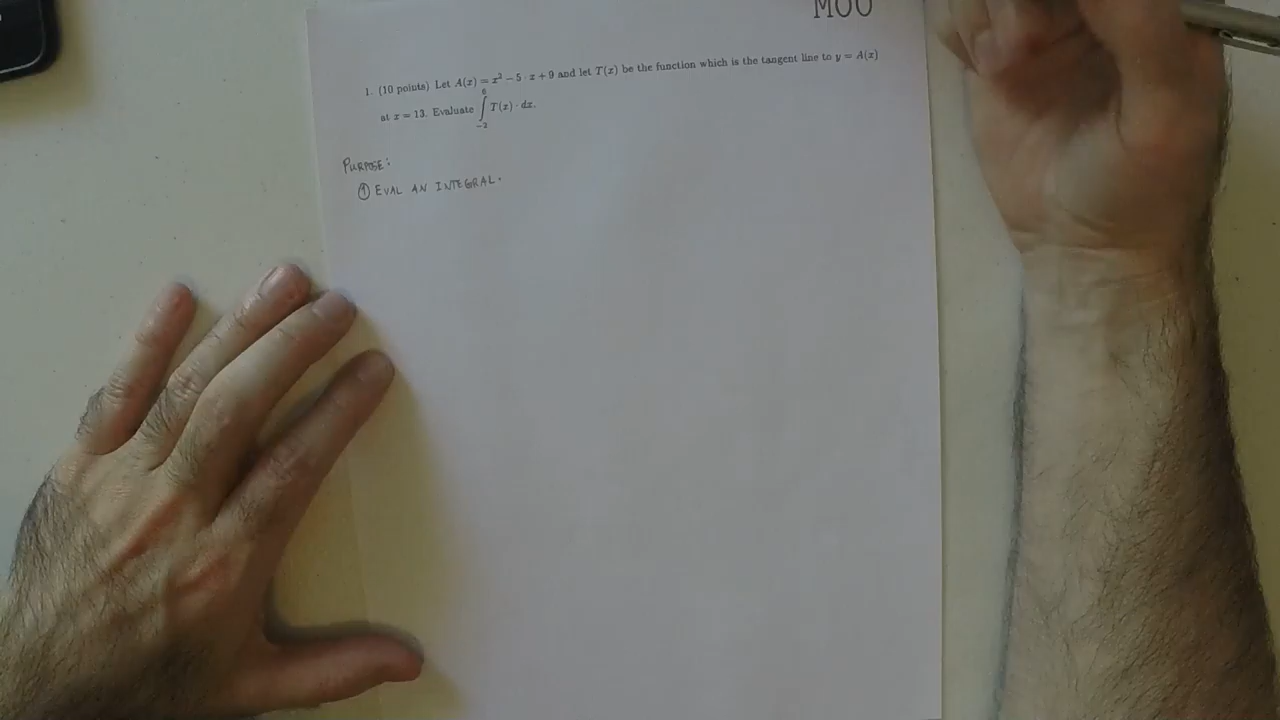 MOO
1. (10 points) Let A(x) = x² − 5 · x + 9 and let T(x) be the function which is the tangent line to y = A(x)
at x = 13. Evaluate ∫₋₂⁶ T(x) · dx.
PURPOSE:
① EVAL AN INTEGRAL.